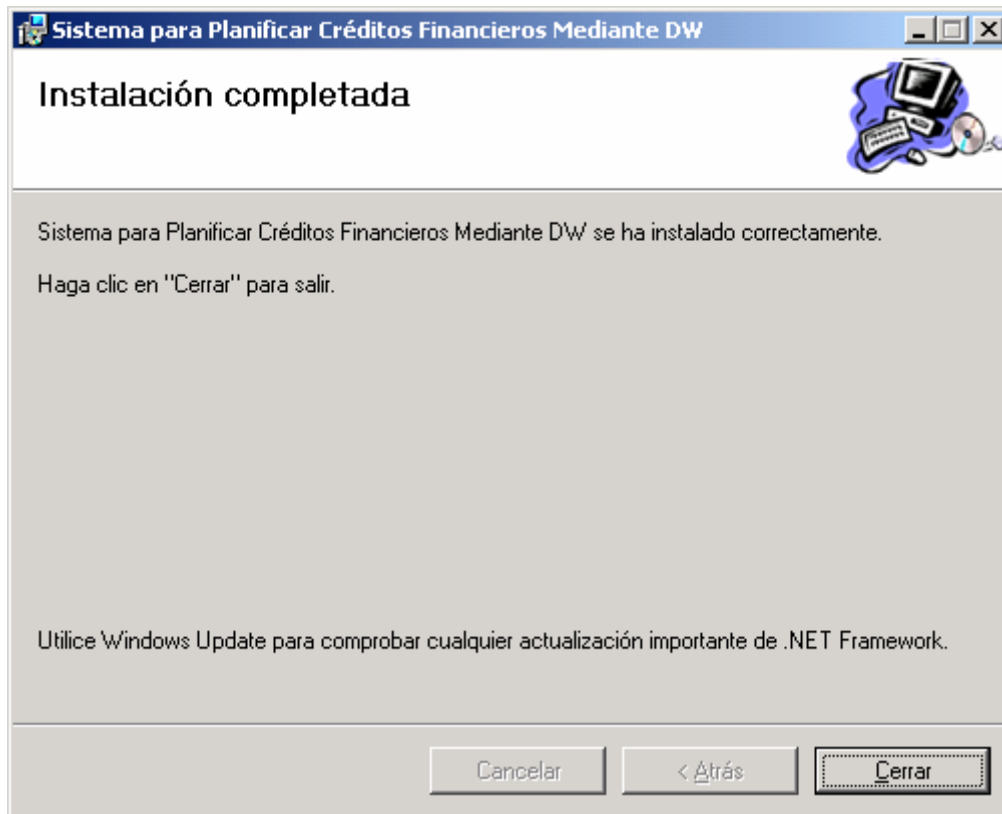 Sistema para Planificar Créditos Financieros Mediante DW
Instalación completada
Sistema para Planificar Créditos Financieros Mediante DW se ha instalado correctamente.
Haga clic en "Cerrar" para salir.
Utilice Windows Update para comprobar cualquier actualización importante de .NET Framework.
Cancelar < Atrás Cerrar